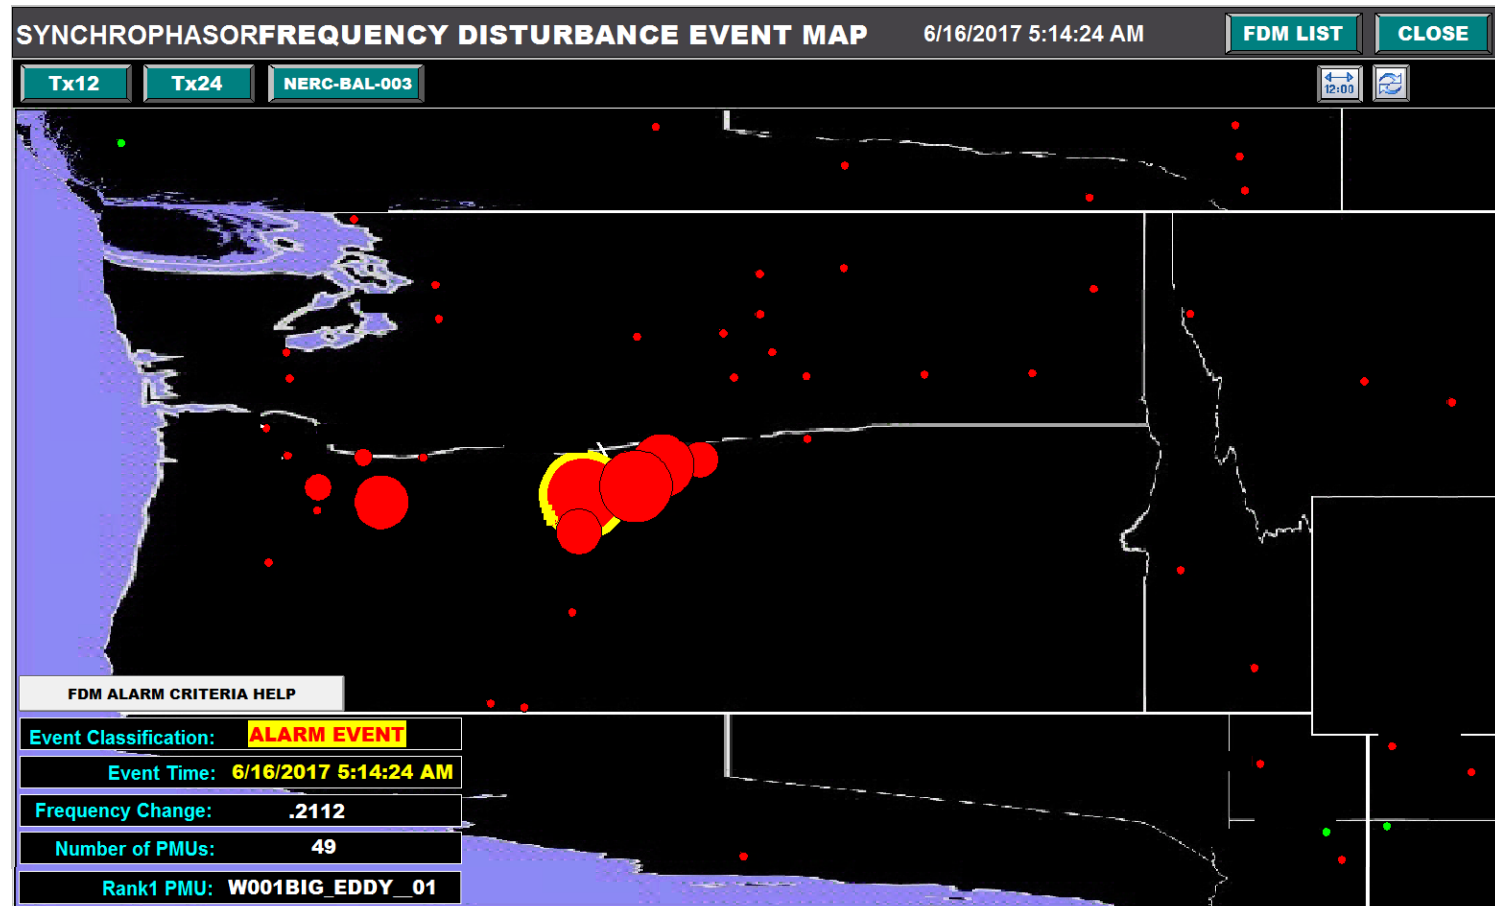 SYNCHROPHASORFREQUENCY DISTURBANCE EVENT MAP 6/16/2017 5:14:24 AM FDM LIST CLOSE
Tx12 Tx24 NERC-BAL-003 12:00
FDM ALARM CRITERIA HELP
Event Classification: ALARM EVENT
Event Time: 6/16/2017 5:14:24 AM
Frequency Change: .2112
Number of PMUs: 49
Rank1 PMU: W001BIG_EDDY__01